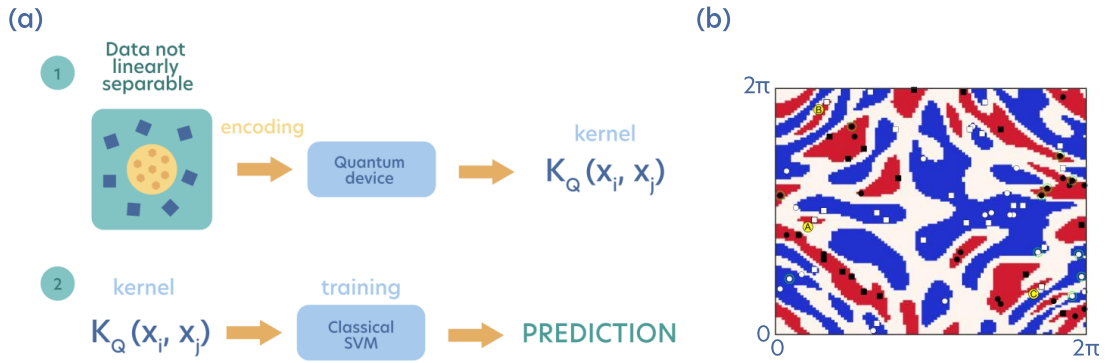 (a)
(b)
1
Data not
linearly
separable
encoding
Quantum
device
kernel
K_Q (x_i, x_j)
2
kernel
K_Q (x_i, x_j)
training
Classical
SVM
PREDICTION
2π
B
A
C
0
0
2π